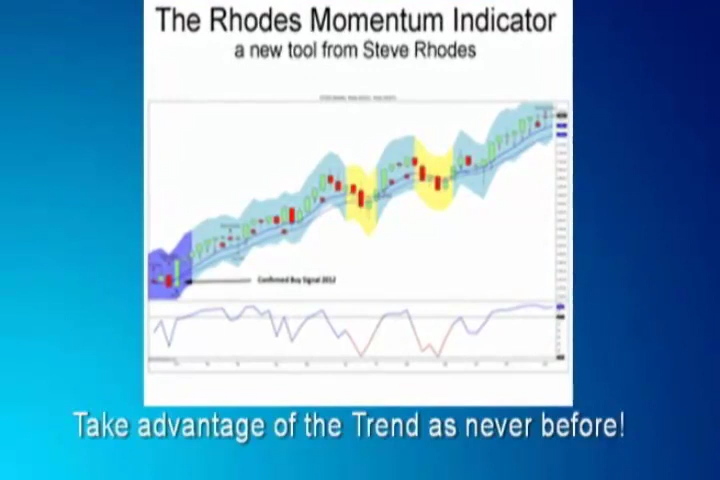 The Rhodes Momentum Indicator
a new tool from Steve Rhodes
Confirmed Buy Signal 2012
Take advantage of the Trend as never before!